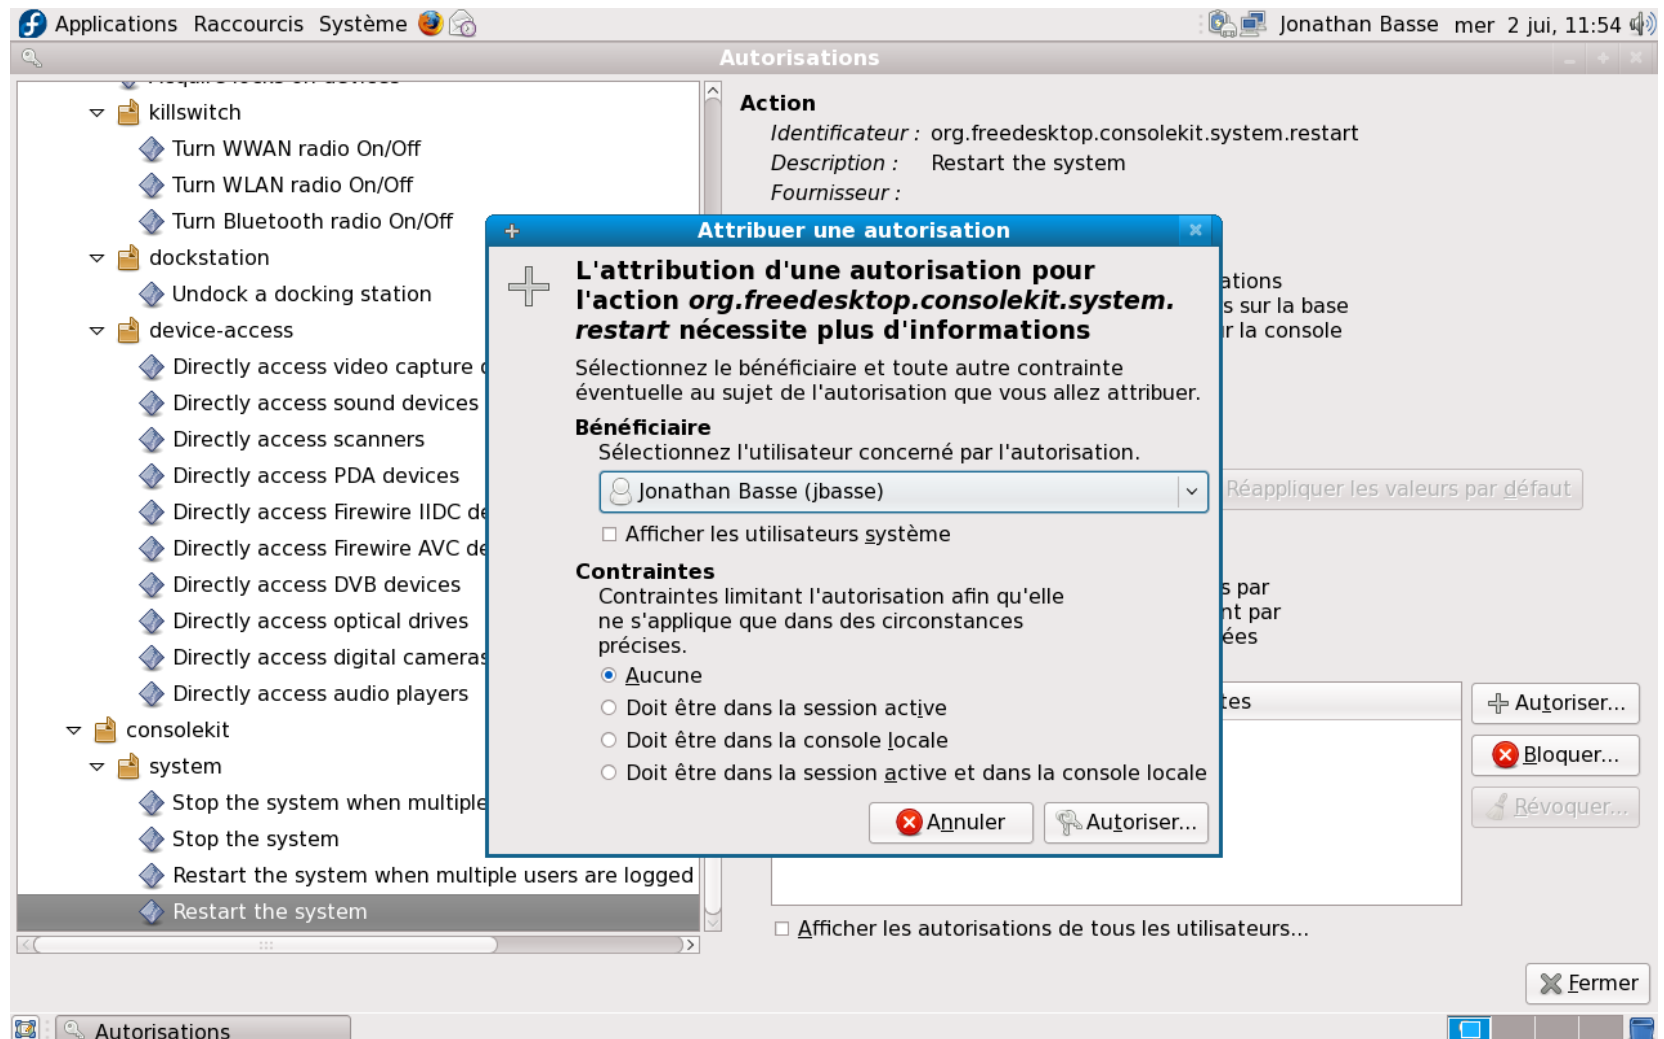 Applications Raccourcis Système
Jonathan Basse mer 2 jui, 11:54
Autorisations
Acquire locks on devices
killswitch
Turn WWAN radio On/Off
Turn WLAN radio On/Off
Turn Bluetooth radio On/Off
dockstation
Undock a docking station
device-access
Directly access video capture
Directly access sound devices
Directly access scanners
Directly access PDA devices
Directly access Firewire IIDC de
Directly access Firewire AVC de
Directly access DVB devices
Directly access optical drives
Directly access digital cameras
Directly access audio players
consolekit
system
Stop the system when multiple
Stop the system
Restart the system when multiple users are logged
Restart the system
Action
Identificateur : org.freedesktop.consolekit.system.restart
Description : Restart the system
Fournisseur :
ations
s sur la base
r la console
Réappliquer les valeurs par défaut
s par
nt par
ées
tes
Autoriser...
Bloquer...
Révoquer...
Afficher les autorisations de tous les utilisateurs...
Fermer
Attribuer une autorisation
L'attribution d'une autorisation pour
l'action org.freedesktop.consolekit.system.
restart nécessite plus d'informations
Sélectionnez le bénéficiaire et toute autre contrainte
éventuelle au sujet de l'autorisation que vous allez attribuer.
Bénéficiaire
Sélectionnez l'utilisateur concerné par l'autorisation.
Jonathan Basse (jbasse)
Afficher les utilisateurs système
Contraintes
Contraintes limitant l'autorisation afin qu'elle
ne s'applique que dans des circonstances
précises.
Aucune
Doit être dans la session active
Doit être dans la console locale
Doit être dans la session active et dans la console locale
Annuler
Autoriser...
Autorisations